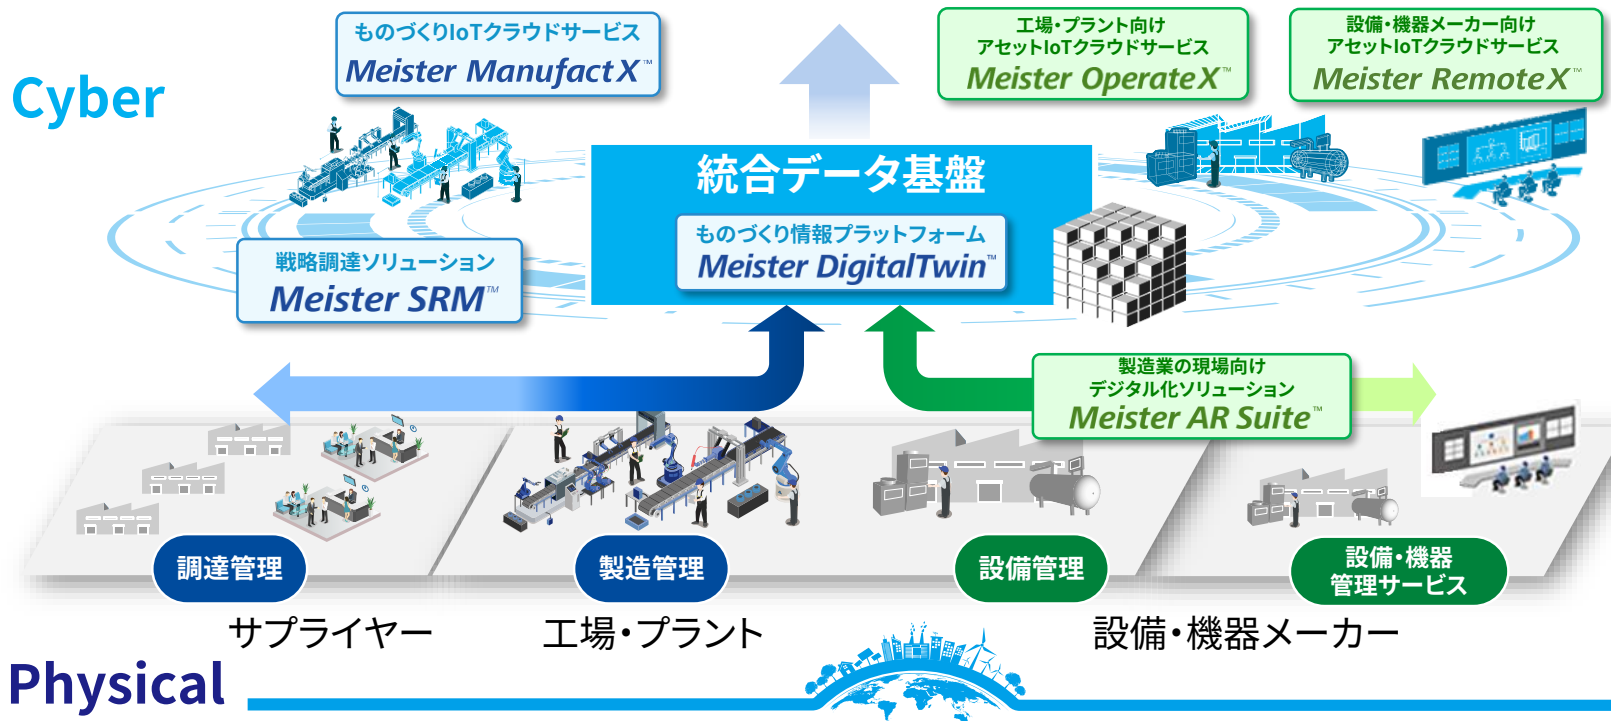 ものづくりIoTクラウドサービス
Meister ManufactX™
工場・プラント向け
アセットIoTクラウドサービス
Meister OperateX™
設備・機器メーカー向け
アセットIoTクラウドサービス
Meister RemoteX™
Cyber
統合データ基盤
ものづくり情報プラットフォーム
Meister DigitalTwin™
戦略調達ソリューション
Meister SRM™
製造業の現場向け
デジタル化ソリューション
Meister AR Suite™
調達管理
製造管理
設備管理
設備・機器
管理サービス
サプライヤー
工場・プラント
設備・機器メーカー
Physical